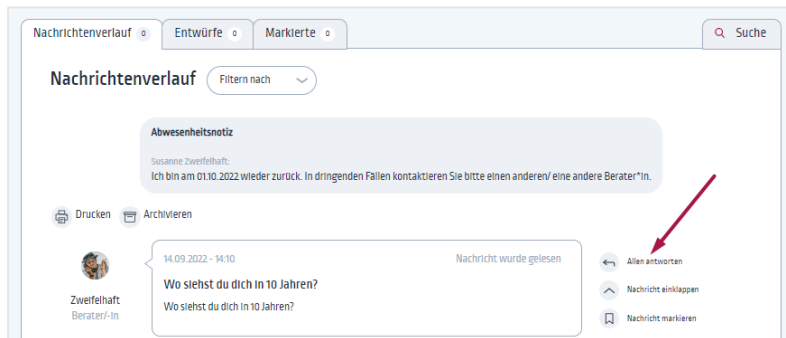 Nachrichtenverlauf 0 Entwürfe 0 Markierte 0 Suche
Nachrichtenverlauf Filtern nach
Abwesenheitsnotiz
Susanne Zweifelhaft:
Ich bin am 01.10.2022 wieder zurück. In dringenden Fällen kontaktieren Sie bitte einen anderen/ eine andere Berater*in.
Drucken Archivieren
14.09.2022 - 14:10 Nachricht wurde gelesen
Wo siehst du dich in 10 Jahren?
Wo siehst du dich in 10 Jahren?
Zweifelhaft
Berater/-in
Allen antworten
Nachricht einklappen
Nachricht markieren